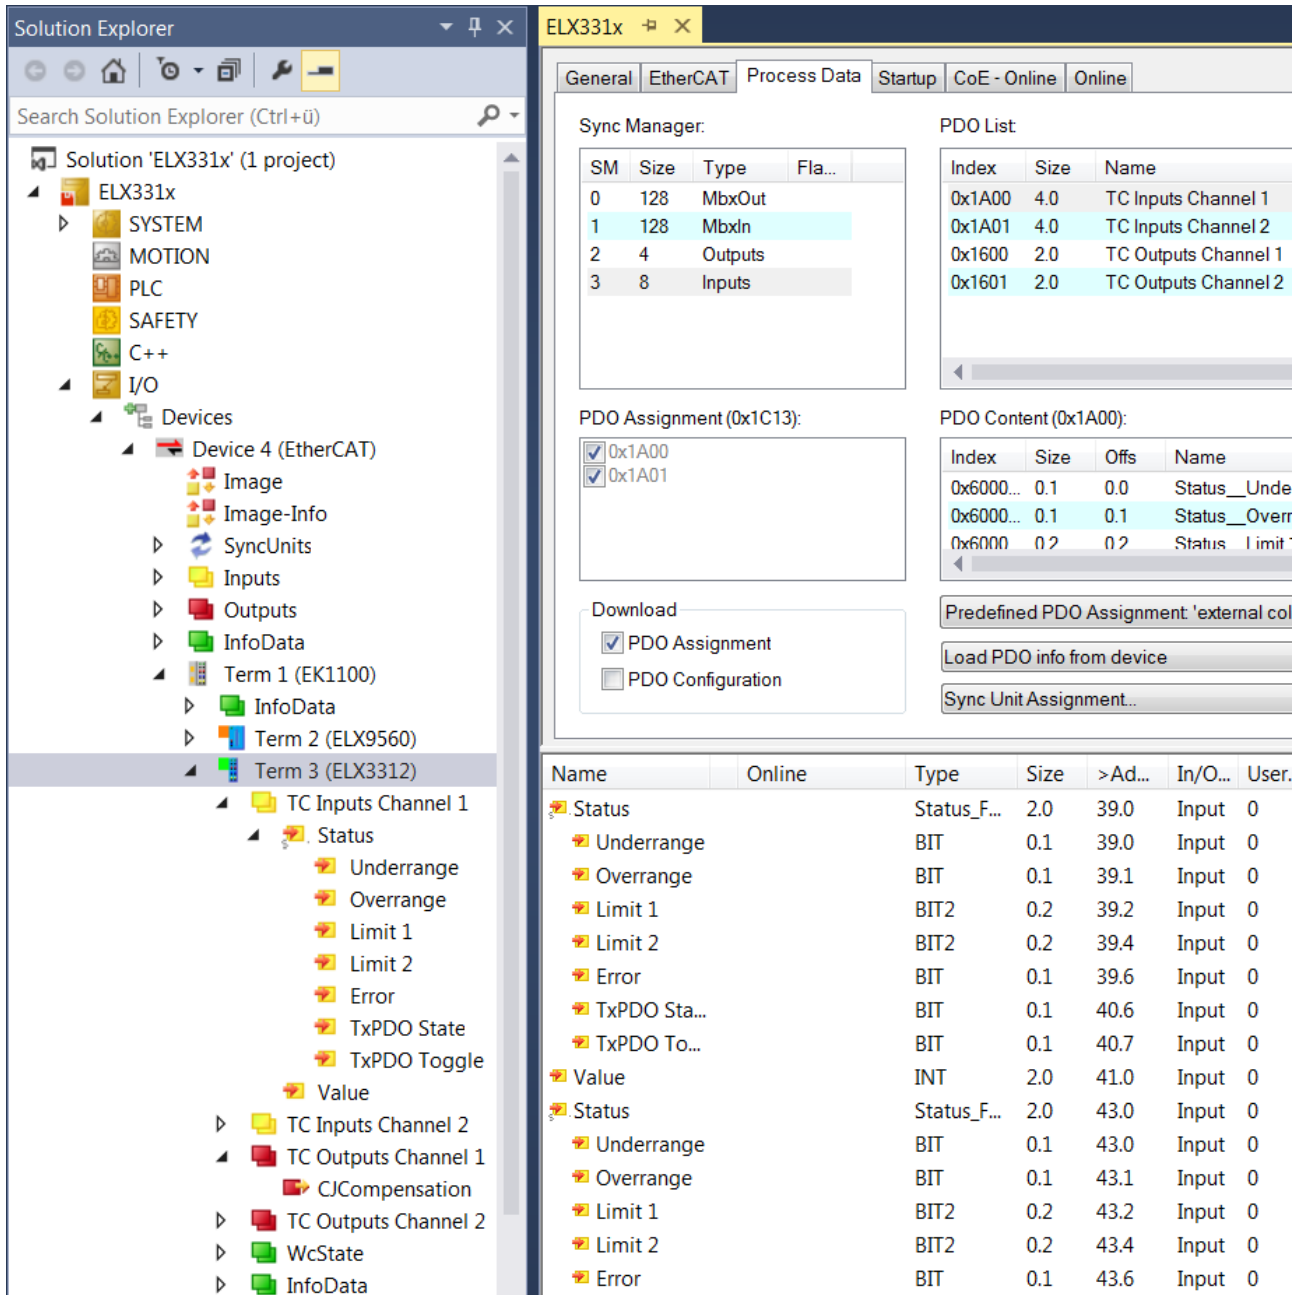 Solution Explorer
Search Solution Explorer (Ctrl+ü)
Solution 'ELX331x' (1 project)
ELX331x
SYSTEM
MOTION
PLC
SAFETY
C++
I/O
Devices
Device 4 (EtherCAT)
Image
Image-Info
SyncUnits
Inputs
Outputs
InfoData
Term 1 (EK1100)
InfoData
Term 2 (ELX9560)
Term 3 (ELX3312)
TC Inputs Channel 1
Status
Underrange
Overrange
Limit 1
Limit 2
Error
TxPDO State
TxPDO Toggle
Value
TC Inputs Channel 2
TC Outputs Channel 1
CJCompensation
TC Outputs Channel 2
WcState
InfoData
ELX331x
General EtherCAT Process Data Startup CoE - Online Online
Sync Manager:
SM Size Type Fla...
0 128 MbxOut
1 128 MbxIn
2 4 Outputs
3 8 Inputs
PDO List:
Index Size Name
0x1A00 4.0 TC Inputs Channel 1
0x1A01 4.0 TC Inputs Channel 2
0x1600 2.0 TC Outputs Channel 1
0x1601 2.0 TC Outputs Channel 2
PDO Assignment (0x1C13):
0x1A00
0x1A01
PDO Content (0x1A00):
Index Size Offs Name
0x6000... 0.1 0.0 Status__Unde
0x6000... 0.1 0.1 Status__Overr
0x6000 0.2 0.2 Status__Limit 1
Download
PDO Assignment
PDO Configuration
Predefined PDO Assignment: 'external col
Load PDO info from device
Sync Unit Assignment...
Name Online Type Size >Ad... In/O... User.
Status Status_F... 2.0 39.0 Input 0
Underrange BIT 0.1 39.0 Input 0
Overrange BIT 0.1 39.1 Input 0
Limit 1 BIT2 0.2 39.2 Input 0
Limit 2 BIT2 0.2 39.4 Input 0
Error BIT 0.1 39.6 Input 0
TxPDO Sta... BIT 0.1 40.6 Input 0
TxPDO To... BIT 0.1 40.7 Input 0
Value INT 2.0 41.0 Input 0
Status Status_F... 2.0 43.0 Input 0
Underrange BIT 0.1 43.0 Input 0
Overrange BIT 0.1 43.1 Input 0
Limit 1 BIT2 0.2 43.2 Input 0
Limit 2 BIT2 0.2 43.4 Input 0
Error BIT 0.1 43.6 Input 0